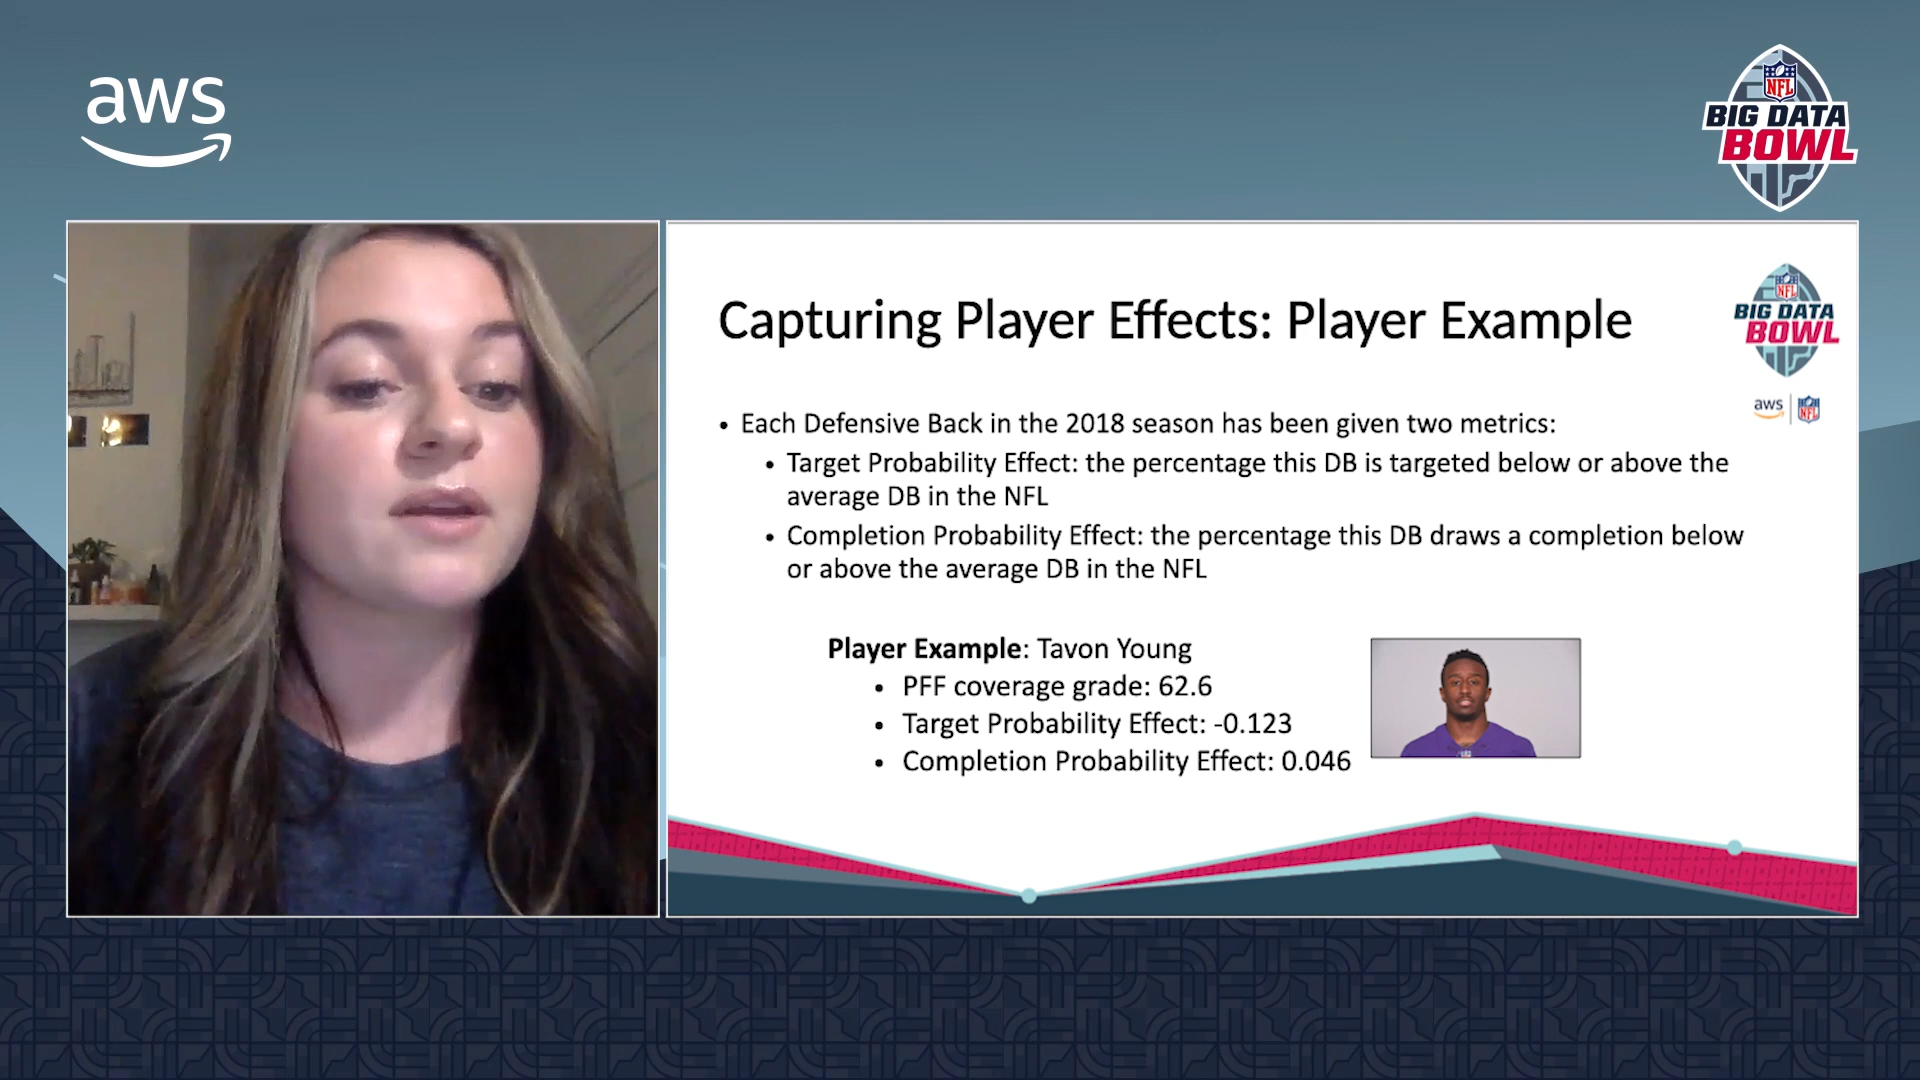 aws
NFL
BIG DATA
BOWL
Capturing Player Effects: Player Example
NFL
BIG DATA
BOWL
aws
NFL
• Each Defensive Back in the 2018 season has been given two metrics:
• Target Probability Effect: the percentage this DB is targeted below or above the
average DB in the NFL
• Completion Probability Effect: the percentage this DB draws a completion below
or above the average DB in the NFL
Player Example: Tavon Young
• PFF coverage grade: 62.6
• Target Probability Effect: -0.123
• Completion Probability Effect: 0.046